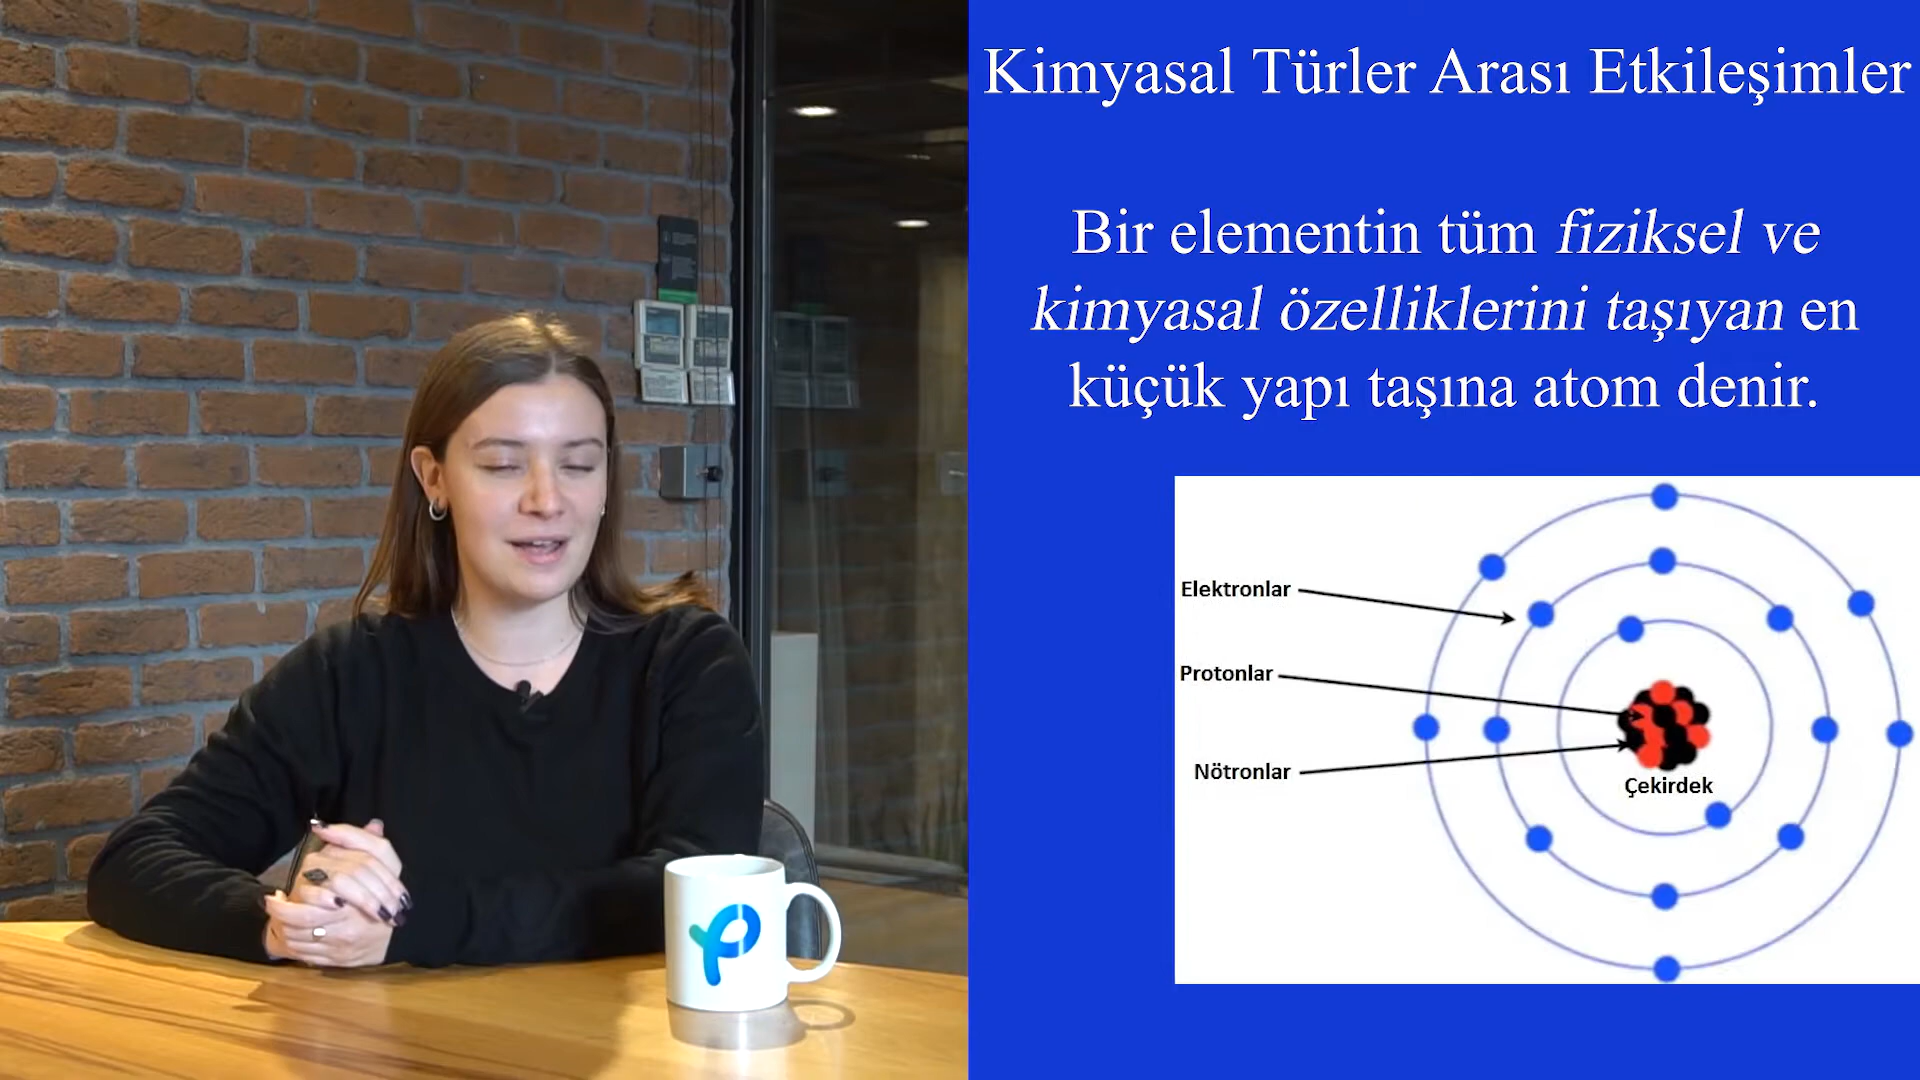 Kimyasal Türler Arası Etkileşimler
Bir elementin tüm fiziksel ve
kimyasal özelliklerini taşıyan en
küçük yapı taşına atom denir.
Elektronlar
Protonlar
Nötronlar
Çekirdek